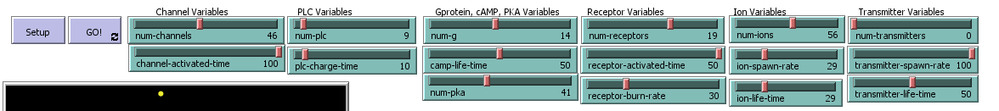 Channel Variables PLC Variables Gprotein, cAMP, PKA Variables Receptor Variables Ion Variables Transmitter Variables
Setup GO! num-channels 46 num-plc 9 num-g 14 num-receptors 19 num-ions 56 num-transmitters 0
channel-activated-time 100 plc-charge-time 10 camp-life-time 50 receptor-activated-time 50 ion-spawn-rate 29 transmitter-spawn-rate 100
num-pka 41 receptor-burn-rate 30 ion-life-time 29 transmitter-life-time 50